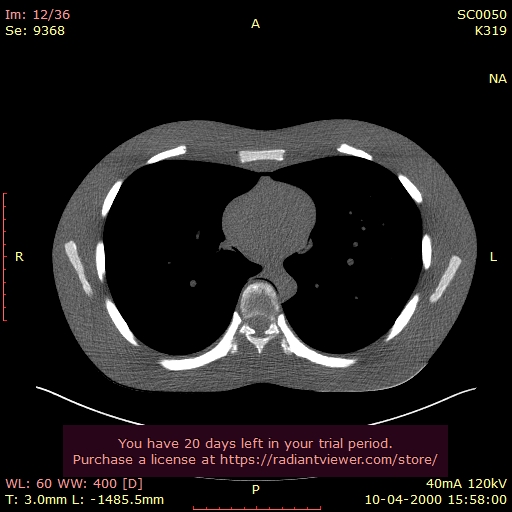 Im: 12/36
Se: 9368
A
SC0050
K319
NA
R
L
You have 20 days left in your trial period.
Purchase a license at https://radiantviewer.com/store/
WL: 60 WW: 400 [D]
T: 3.0mm L: -1485.5mm
P
40mA 120kV
10-04-2000 15:58:00